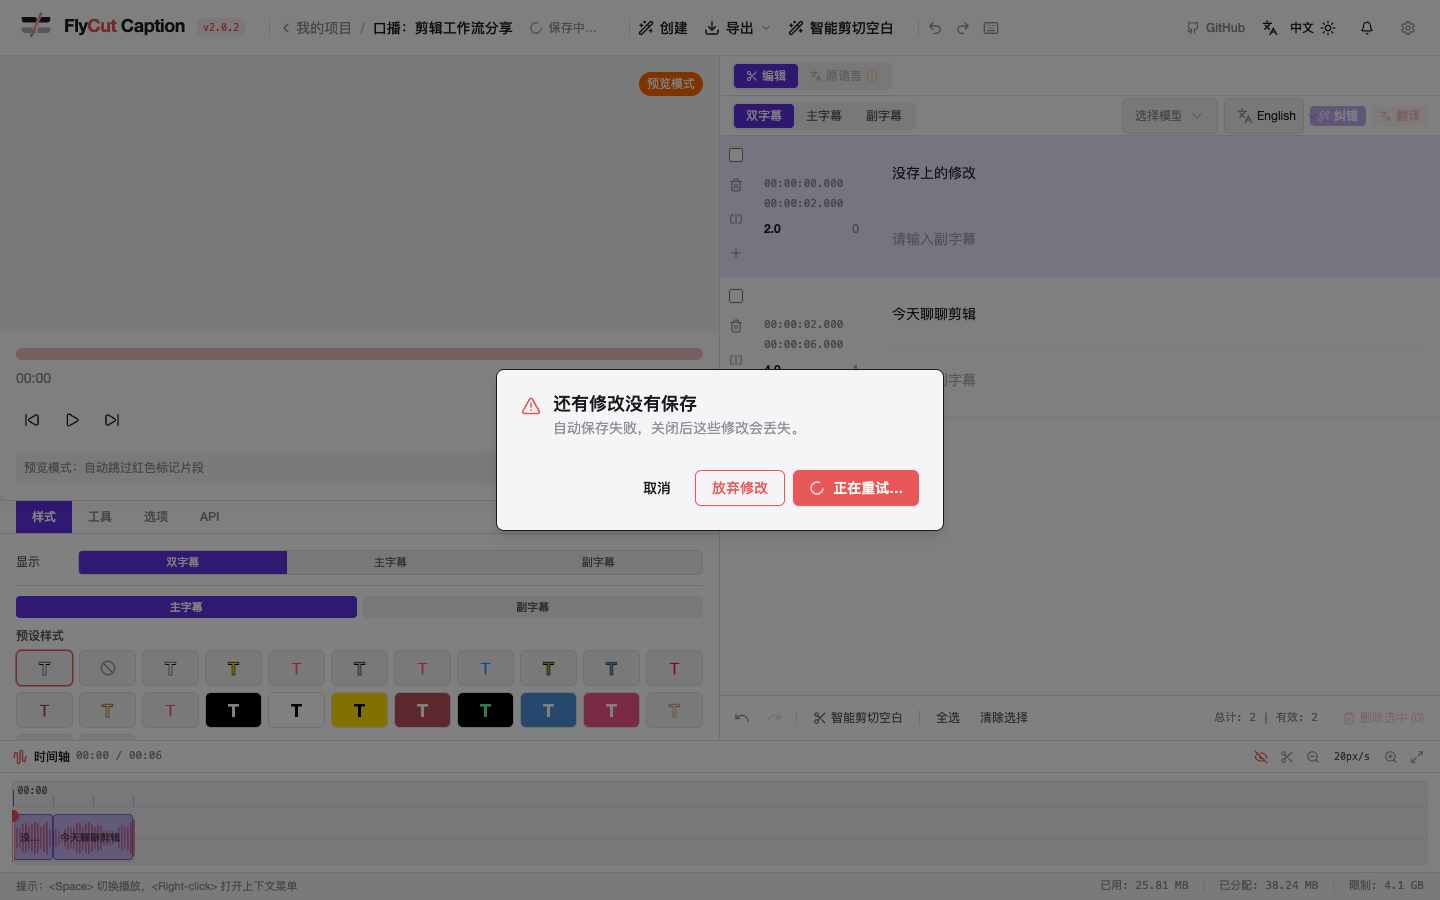 FlyCut Caption v2.0.2 我的项目 / 口播：剪辑工作流分享 保存中... 创建 导出 智能剪切空白 GitHub 中文
预览模式
编辑 原语言
双字幕 主字幕 副字幕 选择模型 English 纠错 翻译
没存上的修改
00:00:00.000
00:00:02.000
2.0 0
请输入副字幕
今天聊聊剪辑
00:00:02.000
00:00:06.000
字幕
00:00
预览模式：自动跳过红色标记片段
还有修改没有保存
自动保存失败，关闭后这些修改会丢失。
取消 放弃修改 正在重试...
样式 工具 选项 API
显示 双字幕 主字幕 副字幕
主字幕 副字幕
预设样式
T T T T T T T T T T
T T T T T T T T T T T
智能剪切空白 全选 清除选择 总计: 2 | 有效: 2 删除选中 (0)
时间轴 00:00 / 00:06 20px/s
00:00
没... 今天聊聊剪辑
提示: <Space> 切换播放, <Right-click> 打开上下文菜单 已用: 25.81 MB 已分配: 38.24 MB 限制: 4.1 GB